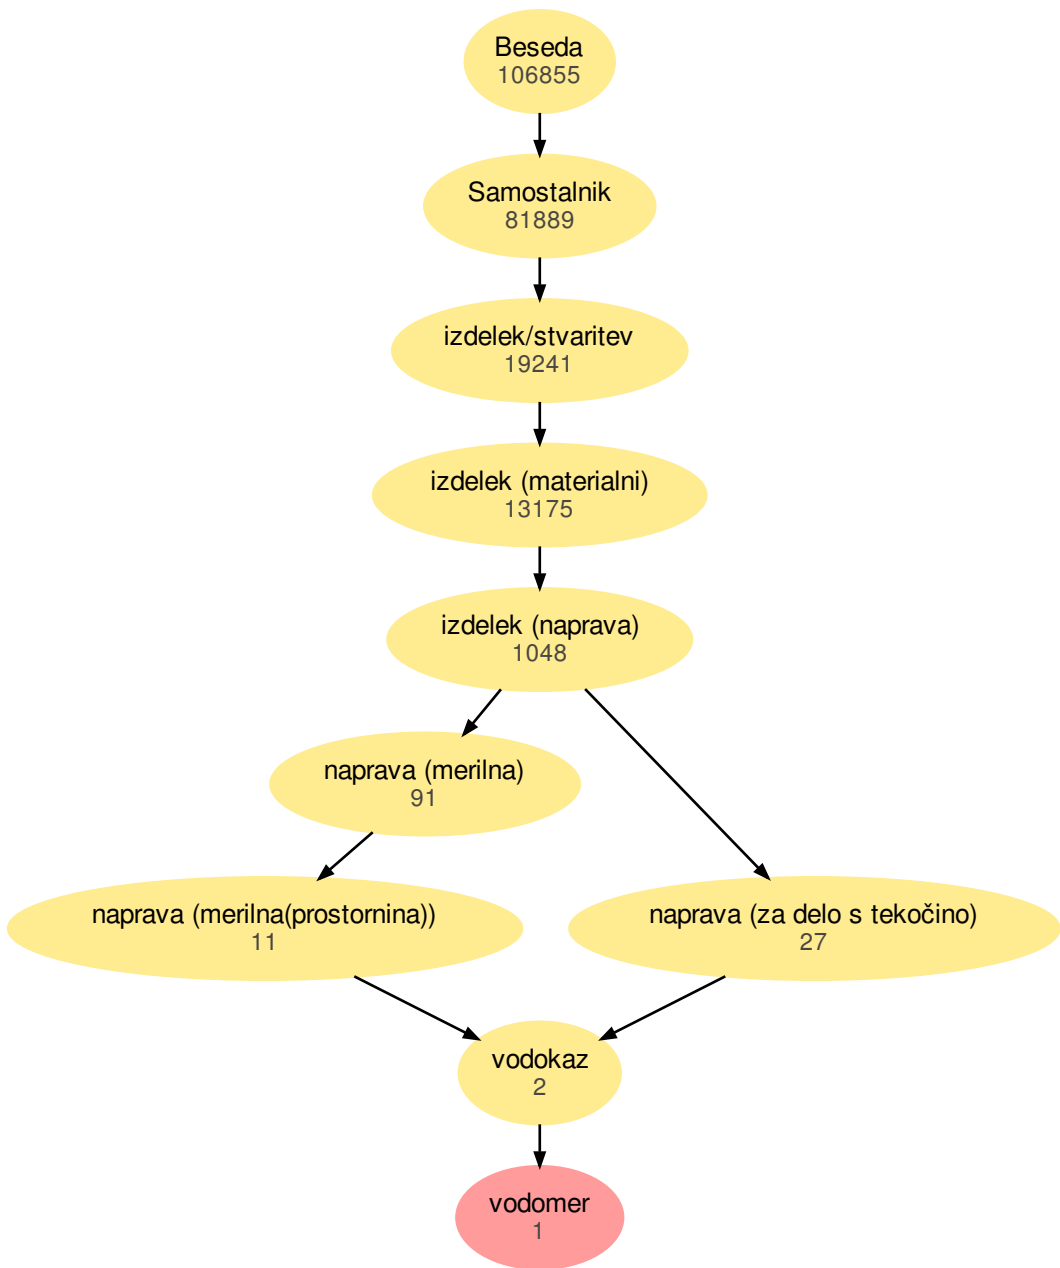 Beseda
106855
Samostalnik
81889
izdelek/stvaritev
19241
izdelek (materialni)
13175
izdelek (naprava)
1048
naprava (merilna)
91
naprava (merilna(prostornina))
11
naprava (za delo s tekočino)
27
vodokaz
2
vodomer
1